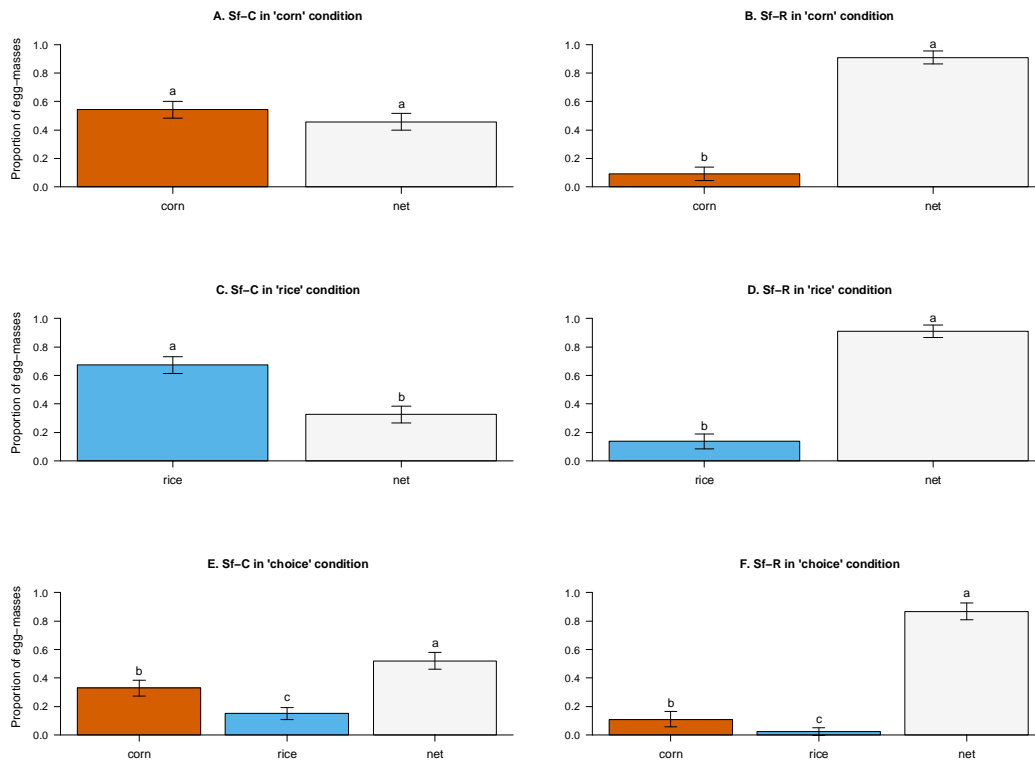 A. Sf−C in 'corn' condition
Proportion of egg−masses
1.0
0.8
0.6
0.4
0.2
0.0
a
a
corn
net
B. Sf−R in 'corn' condition
1.0
0.8
0.6
0.4
0.2
0.0
b
a
corn
net
C. Sf−C in 'rice' condition
Proportion of egg−masses
1.0
0.8
0.6
0.4
0.2
0.0
a
b
rice
net
D. Sf−R in 'rice' condition
1.0
0.8
0.6
0.4
0.2
0.0
b
a
rice
net
E. Sf−C in 'choice' condition
Proportion of egg−masses
1.0
0.8
0.6
0.4
0.2
0.0
b
c
a
corn
rice
net
F. Sf−R in 'choice' condition
1.0
0.8
0.6
0.4
0.2
0.0
b
c
a
corn
rice
net